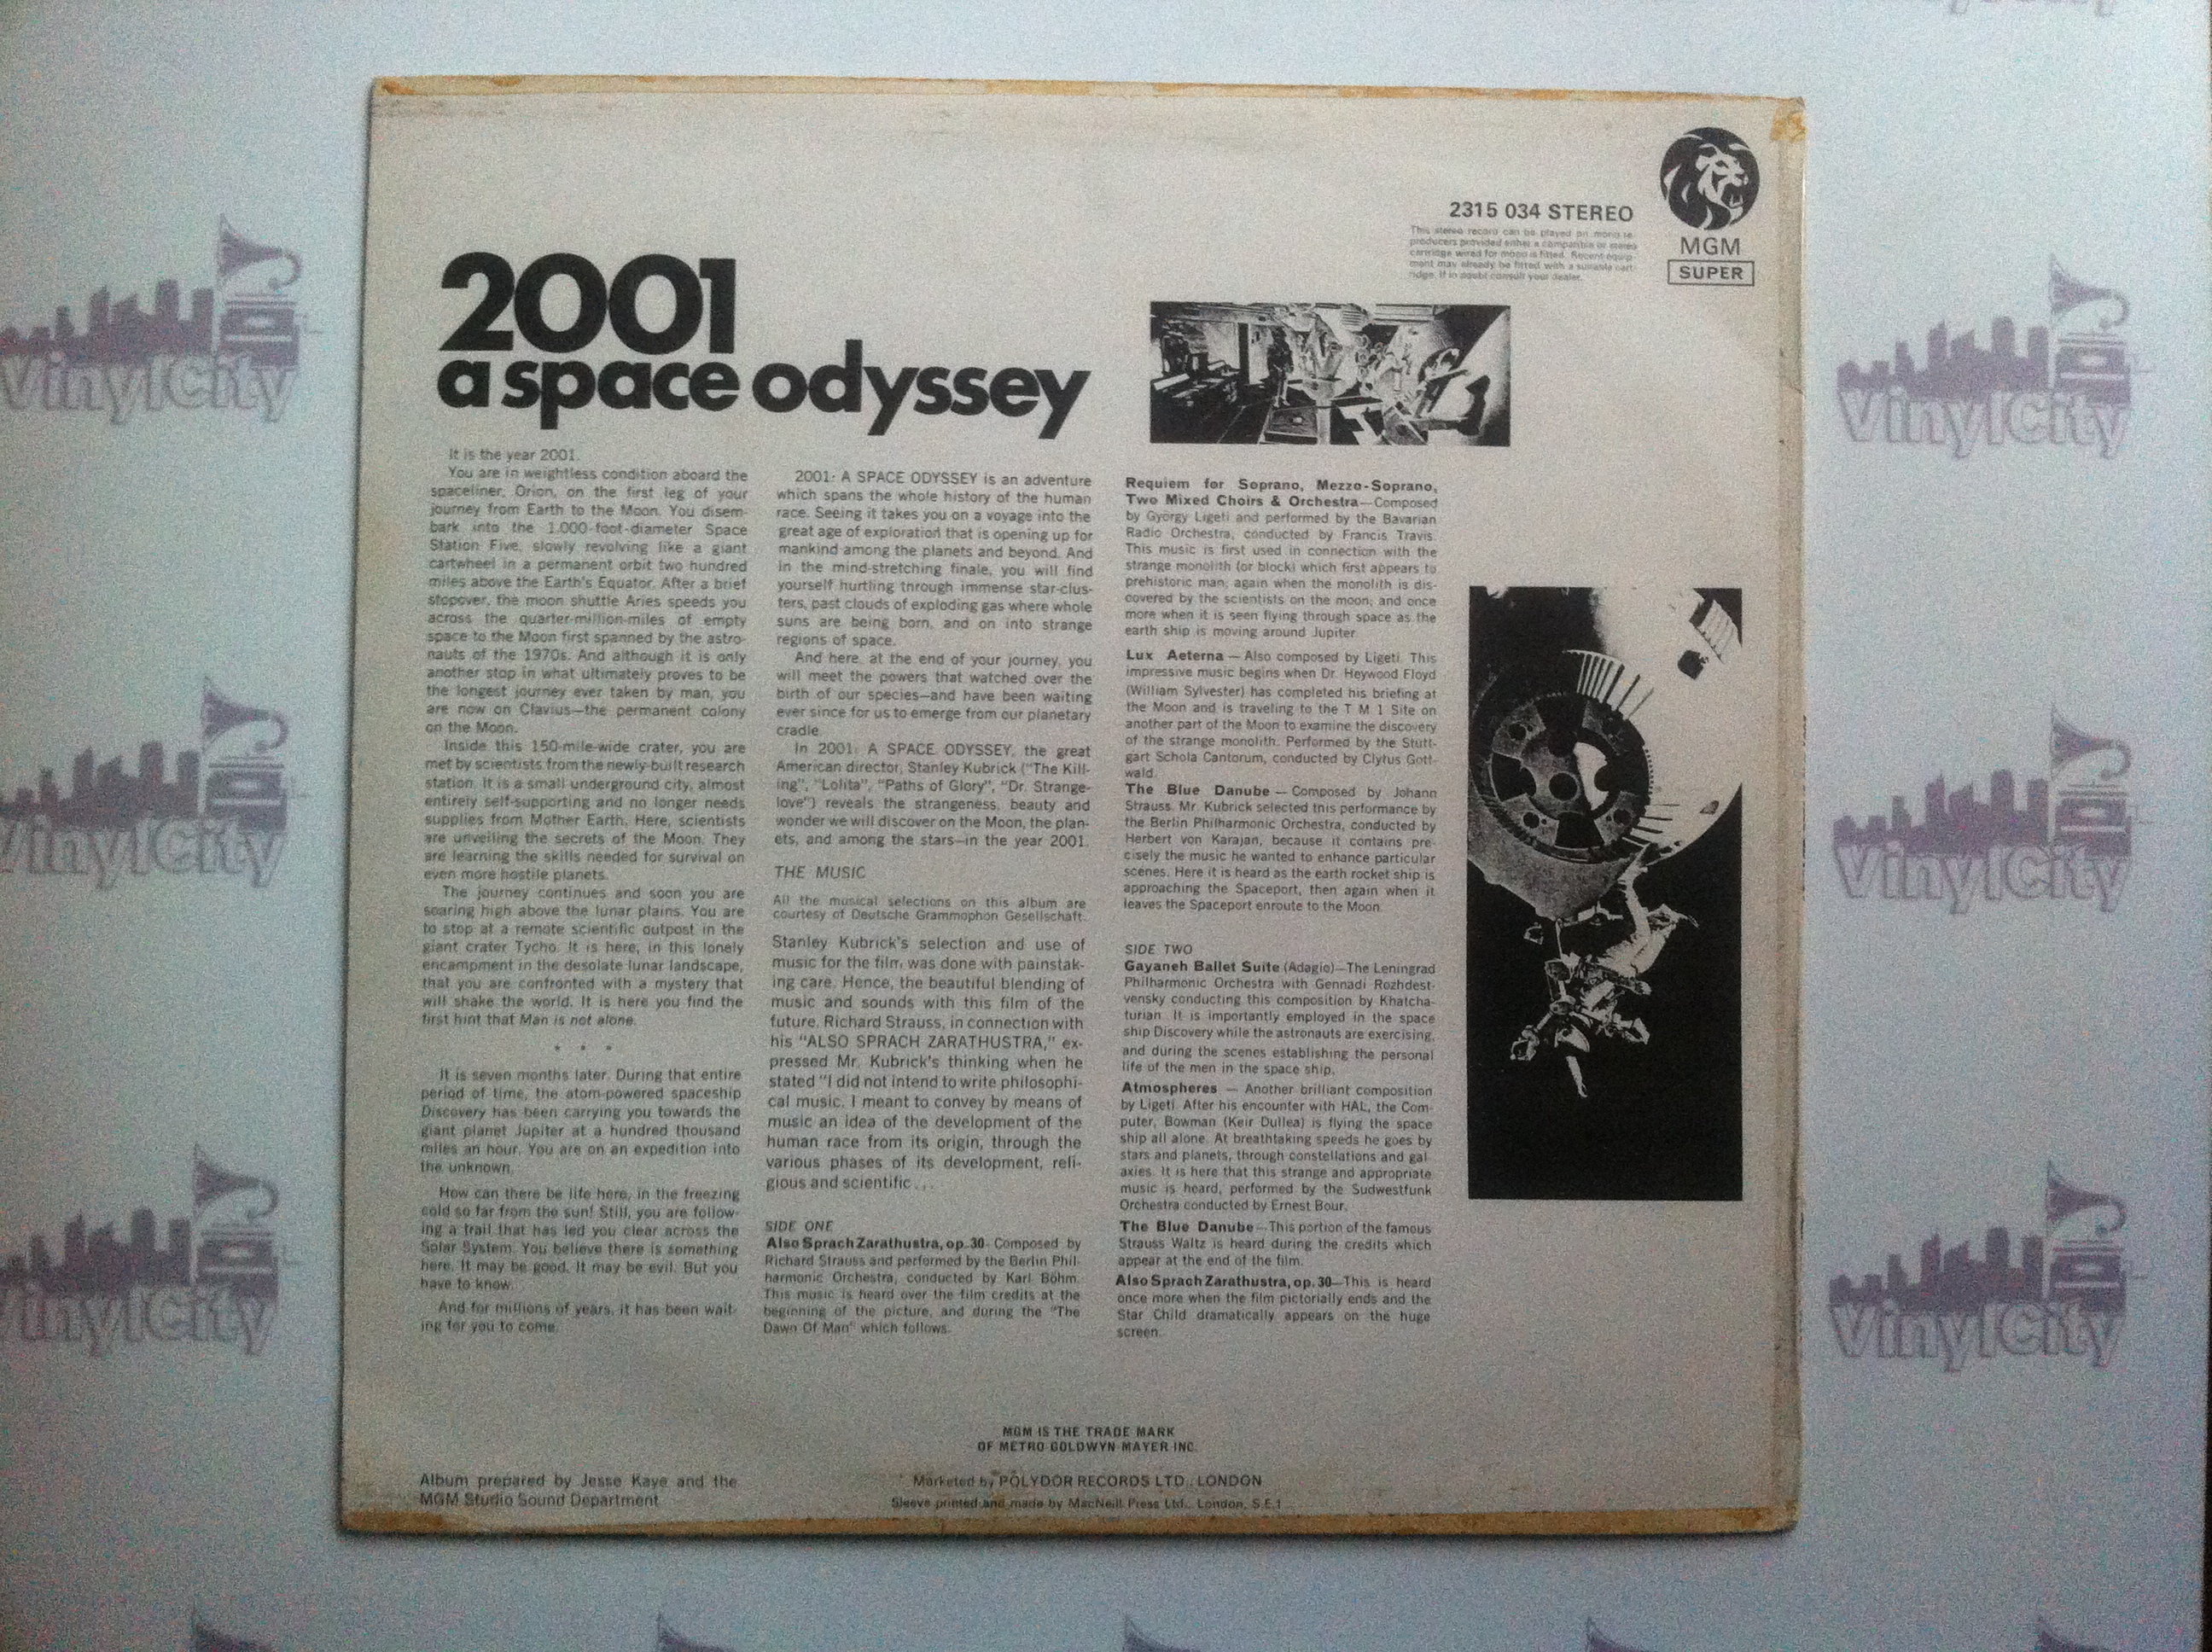 2315 034 STEREO
This stereo record can be played on mono re-
producers provided either a compatible or stereo
cartridge wired for mono is fitted. Recent equip-
ment may already be fitted with a suitable cart-
ridge. If in doubt consult your dealer.
MGM
SUPER
2001
a space odyssey
It is the year 2001.
You are in weightless condition aboard the
spaceliner, Orion, on the first leg of your
journey from Earth to the Moon. You disem-
bark into the 1,000-foot-diameter Space
Station Five, slowly revolving like a giant
cartwheel in a permanent orbit two hundred
miles above the Earth's Equator. After a brief
stopover, the moon shuttle Aries speeds you
across the quarter-million-miles of empty
space to the Moon first spanned by the astro-
nauts of the 1970s. And although it is only
another stop in what ultimately proves to be
the longest journey ever taken by man, you
are now on Clavius—the permanent colony
on the Moon.
Inside this 150-mile-wide crater, you are
met by scientists from the newly-built research
station. It is a small underground city, almost
entirely self-supporting and no longer needs
supplies from Mother Earth. Here, scientists
are unveiling the secrets of the Moon. They
are learning the skills needed for survival on
even more hostile planets.
The journey continues and soon you are
soaring high above the lunar plains. You are
to stop at a remote scientific outpost in the
giant crater Tycho. It is here, in this lonely
encampment in the desolate lunar landscape,
that you are confronted with a mystery that
will shake the world. It is here you find the
first hint that Man is not alone.
* * *
It is seven months later. During that entire
period of time, the atom-powered spaceship
Discovery has been carrying you towards the
giant planet Jupiter at a hundred thousand
miles an hour. You are on an expedition into
the unknown.
How can there be life here, in the freezing
cold so far from the sun! Still, you are follow-
ing a trail that has led you clear across the
Solar System. You believe there is something
here. It may be good. It may be evil. But you
have to know.
And for millions of years, it has been wait-
ing for you to come.
2001: A SPACE ODYSSEY is an adventure
which spans the whole history of the human
race. Seeing it takes you on a voyage into the
great age of exploration that is opening up for
mankind among the planets and beyond. And
in the mind-stretching finale, you will find
yourself hurtling through immense star-clus-
ters, past clouds of exploding gas where whole
suns are being born, and on into strange
regions of space.
And here, at the end of your journey, you
will meet the powers that watched over the
birth of our species—and have been waiting
ever since for us to emerge from our planetary
cradle.
In 2001: A SPACE ODYSSEY, the great
American director, Stanley Kubrick ("The Kill-
ing", "Lolita", "Paths of Glory", "Dr. Strange-
love") reveals the strangeness, beauty and
wonder we will discover on the Moon, the plan-
ets, and among the stars—in the year 2001.
THE MUSIC
All the musical selections on this album are
courtesy of Deutsche Grammophon Gesellschaft.
Stanley Kubrick's selection and use of
music for the film, was done with painstak-
ing care. Hence, the beautiful blending of
music and sounds with this film of the
future. Richard Strauss, in connection with
his "ALSO SPRACH ZARATHUSTRA," ex-
pressed Mr. Kubrick's thinking when he
stated "I did not intend to write philosophi-
cal music. I meant to convey by means of
music an idea of the development of the
human race from its origin, through the
various phases of its development, reli-
gious and scientific . . .
SIDE ONE
Also Sprach Zarathustra, op. 30—Composed by
Richard Strauss and performed by the Berlin Phil-
harmonic Orchestra, conducted by Karl Böhm.
This music is heard over the film credits at the
beginning of the picture, and during the "The
Dawn Of Man" which follows.
Requiem for Soprano, Mezzo-Soprano,
Two Mixed Choirs & Orchestra—Composed
by György Ligeti and performed by the Bavarian
Radio Orchestra, conducted by Francis Travis.
This music is first used in connection with the
strange monolith (or block) which first appears to
prehistoric man; again when the monolith is dis-
covered by the scientists on the moon, and once
more when it is seen flying through space as the
earth ship is moving around Jupiter.
Lux Aeterna — Also composed by Ligeti. This
impressive music begins when Dr. Heywood Floyd
(William Sylvester) has completed his briefing at
the Moon and is traveling to the T M 1 Site on
another part of the Moon to examine the discovery
of the strange monolith. Performed by the Stutt-
gart Schola Cantorum, conducted by Clytus Gott-
wald.
The Blue Danube — Composed by Johann
Strauss. Mr. Kubrick selected this performance by
the Berlin Philharmonic Orchestra, conducted by
Herbert von Karajan, because it contains pre-
cisely the music he wanted to enhance particular
scenes. Here it is heard as the earth rocket ship is
approaching the Spaceport, then again when it
leaves the Spaceport enroute to the Moon.
SIDE TWO
Gayaneh Ballet Suite (Adagio)—The Leningrad
Philharmonic Orchestra with Gennadi Rozhdest-
vensky conducting this composition by Khatcha-
turian. It is importantly employed in the space
ship Discovery while the astronauts are exercising,
and during the scenes establishing the personal
life of the men in the space ship.
Atmospheres — Another brilliant composition
by Ligeti. After his encounter with HAL, the Com-
puter, Bowman (Keir Dullea) is flying the space
ship all alone. At breathtaking speeds he goes by
stars and planets, through constellations and gal-
axies. It is here that this strange and appropriate
music is heard, performed by the Sudwestfunk
Orchestra conducted by Ernest Bour.
The Blue Danube—This portion of the famous
Strauss Waltz is heard during the credits which
appear at the end of the film.
Also Sprach Zarathustra, op. 30—This is heard
once more when the film pictorially ends and the
Star Child dramatically appears on the huge
screen.
MGM IS THE TRADE MARK
OF METRO GOLDWYN MAYER INC.
Album prepared by Jesse Kaye and the
MGM Studio Sound Department
Marketed by POLYDOR RECORDS LTD., LONDON
Sleeve printed and made by MacNeill Press Ltd., London, S.E.1
VinylCity
VinylCity
VinylCity
VinylCity
VinylCity
VinylCity